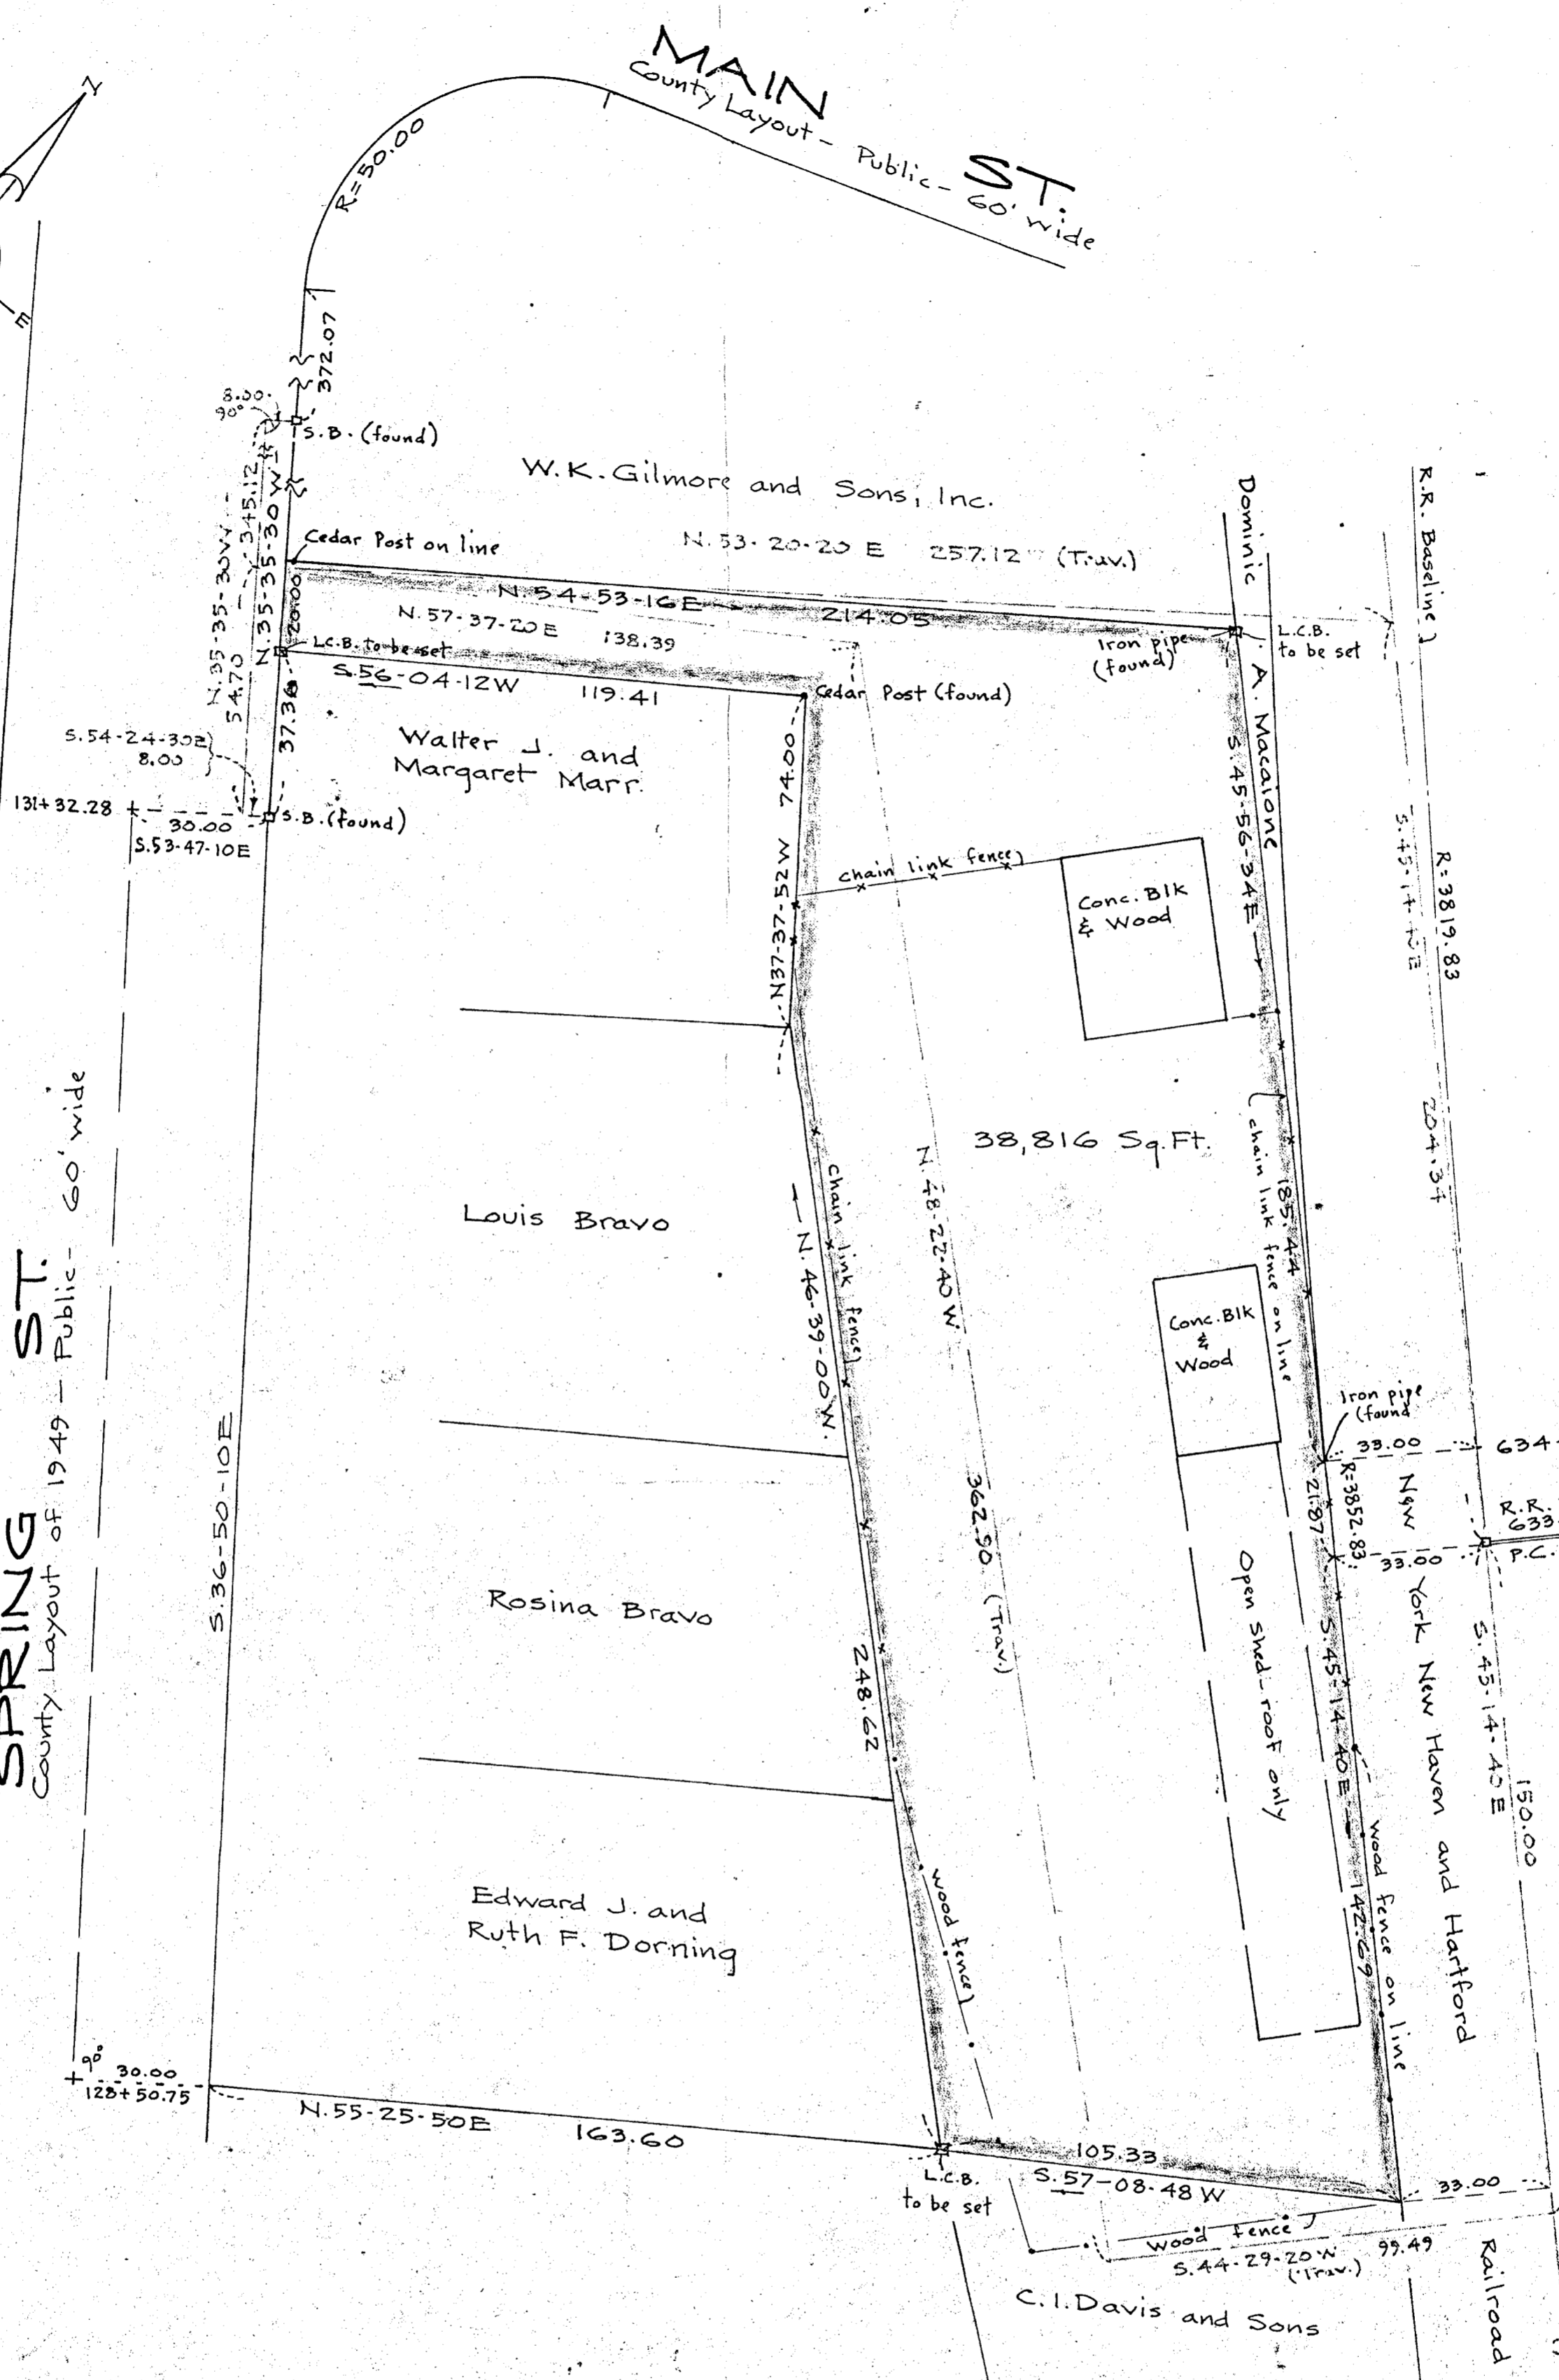 MAIN ST.
County Layout - Public - 60' wide
N
E
R=50.00
372.07
8.00
90°
S.B. (found)
345.12
N.35-35-30W
54.70
N.35-35-30W
20.00
37.36
W.K. Gilmore and Sons, Inc.
Cedar Post on line
N.53-20-20 E 257.12 (Trav.)
N.54-53-16E 214.05
N.57-37-20E 138.39
L.C.B. to be set
S.56-04-12W 119.41
Iron pipe
(found)
L.C.B.
to be set
Cedar Post (found)
Dominic A. Macaione
R.R. Baseline
R=3819.83
S.45-14-40E
204.34
Walter J. and
Margaret Marr.
S.54-24-30E
8.00
131+32.28
30.00
S.53-47-10E
S.B. (found)
N37-37-52W 74.00
chain link fence
Conc. Blk
& Wood
S.45-56-34E
185.44
38,816 Sq.Ft.
chain link fence on line
chain link fence
N.46-39-00W.
248.62
N.48-22-40W.
362.90 (Trav.)
Louis Bravo
Conc. Blk
&
Wood
Iron pipe
(found
33.00
634
R=3852.83
21.87
R.R.
633
P.C.
33.00
SPRING ST.
County Layout of 1949 - Public - 60' wide
S.36-50-10E
Rosina Bravo
Open Shed-roof only
S.45-14-40E
142.69
wood fence on line
New York New Haven and Hartford Railroad
S.45-14-40E
150.00
Edward J. and
Ruth F. Dorning
wood fence
90°
30.00
128+50.75
N.55-25-50E 163.60
L.C.B.
to be set
105.33
S.57-08-48W
33.00
wood fence
S.44-29-20W 99.49
(Trav.)
C.I. Davis and Sons